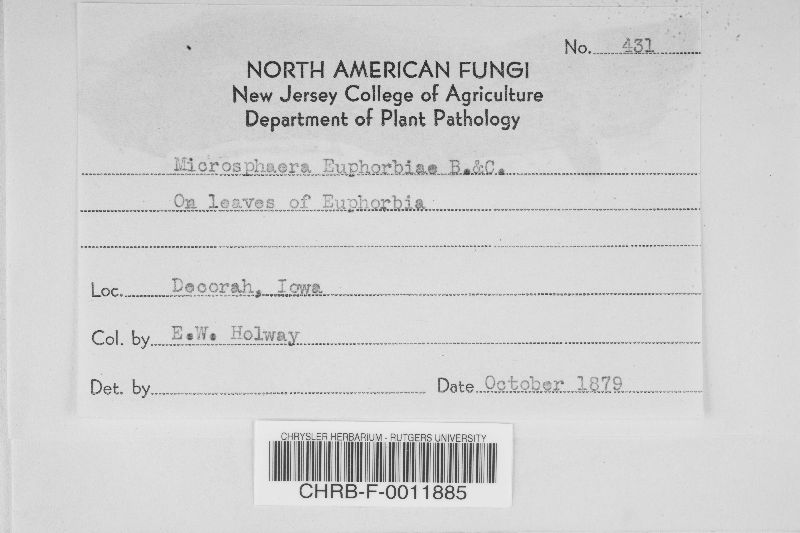 No. 431
NORTH AMERICAN FUNGI
New Jersey College of Agriculture
Department of Plant Pathology
Microsphaera Euphorbiae B.&C.
On leaves of Euphorbia
Loc. Decorah, Iowa
Col. by E.W. Holway
Det. by
Date October 1879
CHRYSLER HERBARIUM - RUTGERS UNIVERSITY
CHRB-F-0011885